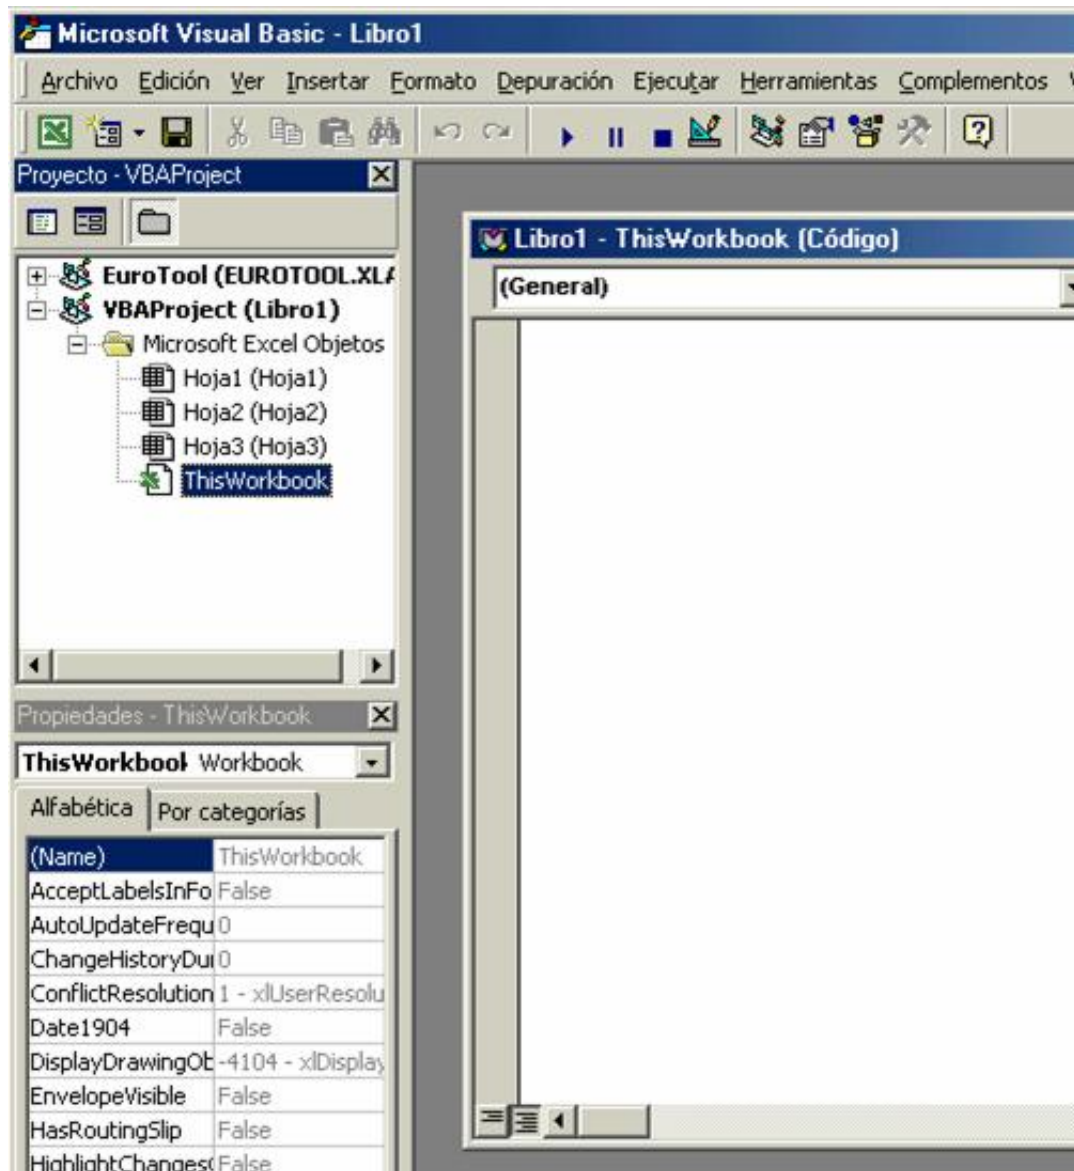 Microsoft Visual Basic - Libro1
Archivo Edición Ver Insertar Formato Depuración Ejecutar Herramientas Complementos
Proyecto - VBAProject
EuroTool (EUROTOOL.XLA
VBAProject (Libro1)
Microsoft Excel Objetos
Hoja1 (Hoja1)
Hoja2 (Hoja2)
Hoja3 (Hoja3)
ThisWorkbook
Libro1 - ThisWorkbook (Código)
(General)
Propiedades - ThisWorkbook
ThisWorkbook Workbook
Alfabética Por categorías
(Name) ThisWorkbook
AcceptLabelsInFo False
AutoUpdateFrequ 0
ChangeHistoryDu 0
ConflictResolution 1 - xlUserResolu
Date1904 False
DisplayDrawingOb -4104 - xlDisplay
EnvelopeVisible False
HasRoutingSlip False
HighlightChanges False